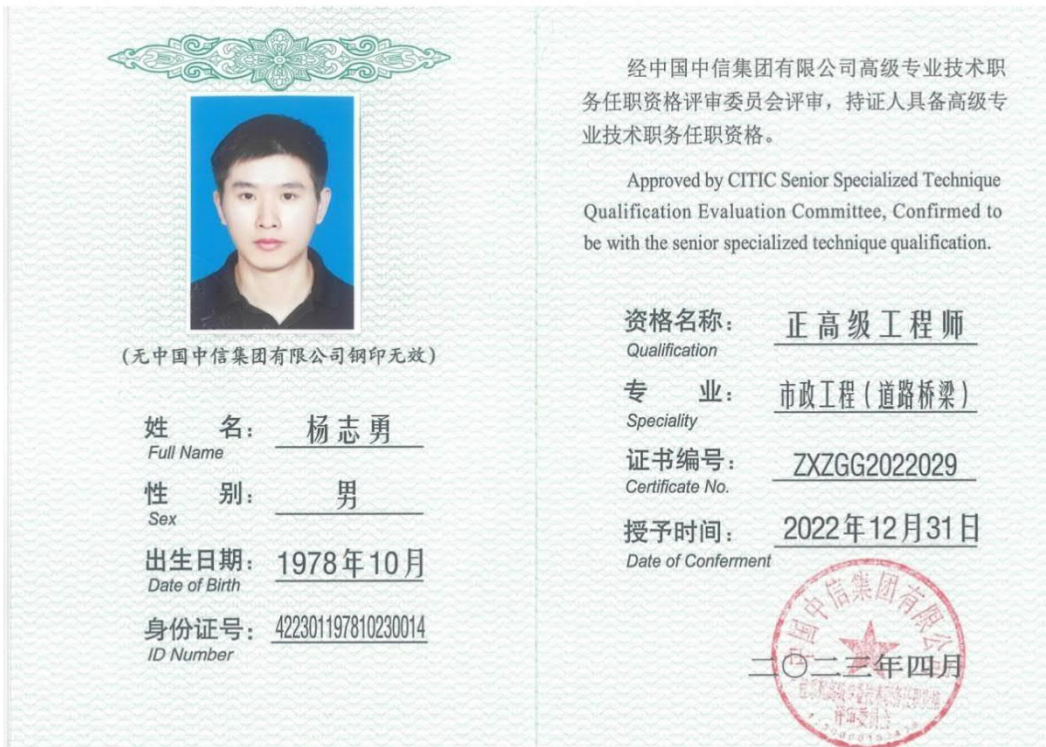 (无中国中信集团有限公司钢印无效)
姓 名： 杨志勇
Full Name
性 别： 男
Sex
出生日期： 1978年10月
Date of Birth
身份证号： 422301197810230014
ID Number
经中国中信集团有限公司高级专业技术职
务任职资格评审委员会评审，持证人具备高级专
业技术职务任职资格。
Approved by CITIC Senior Specialized Technique
Qualification Evaluation Committee, Confirmed to
be with the senior specialized technique qualification.
资格名称： 正高级工程师
Qualification
专 业： 市政工程（道路桥梁）
Speciality
证书编号： ZXZGG2022029
Certificate No.
授予时间： 2022年12月31日
Date of Conferment
中国中信集团有限公司
二〇二三年四月
评审委员会